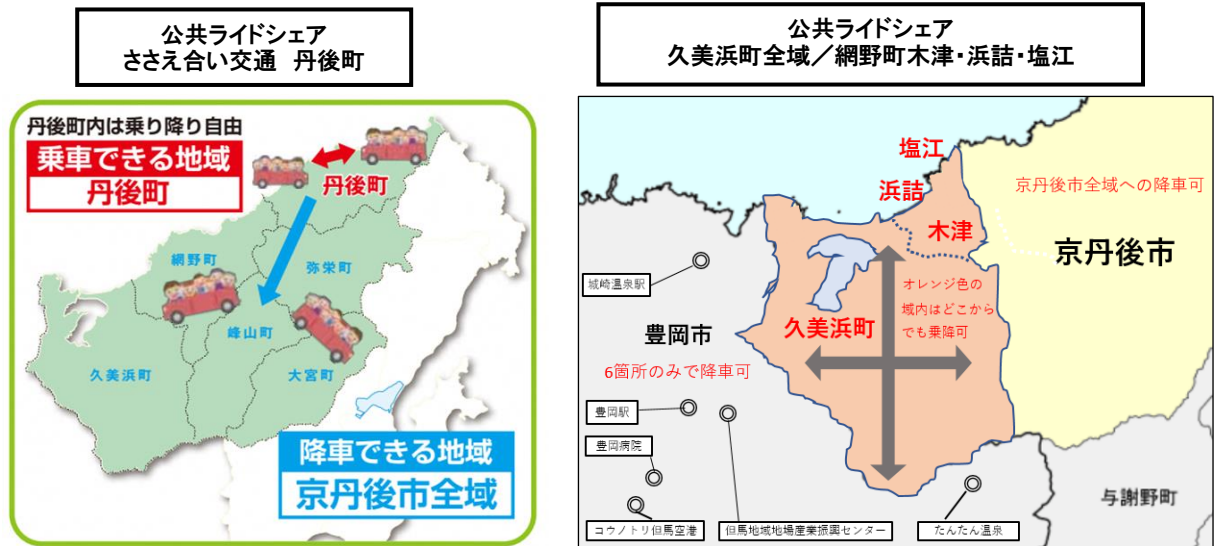 公共ライドシェア
ささえ合い交通 丹後町
丹後町内は乗り降り自由
乗車できる地域
丹後町
丹後町
網野町
弥栄町
峰山町
久美浜町
大宮町
降車できる地域
京丹後市全域
公共ライドシェア
久美浜町全域／網野町木津・浜詰・塩江
塩江
浜詰
木津
京丹後市全域への降車可
京丹後市
城崎温泉駅
オレンジ色の
域内はどこから
でも乗降可
豊岡市
久美浜町
6箇所のみで降車可
豊岡駅
豊岡病院
コウノトリ但馬空港
但馬地域地場産業振興センター
たんたん温泉
与謝野町